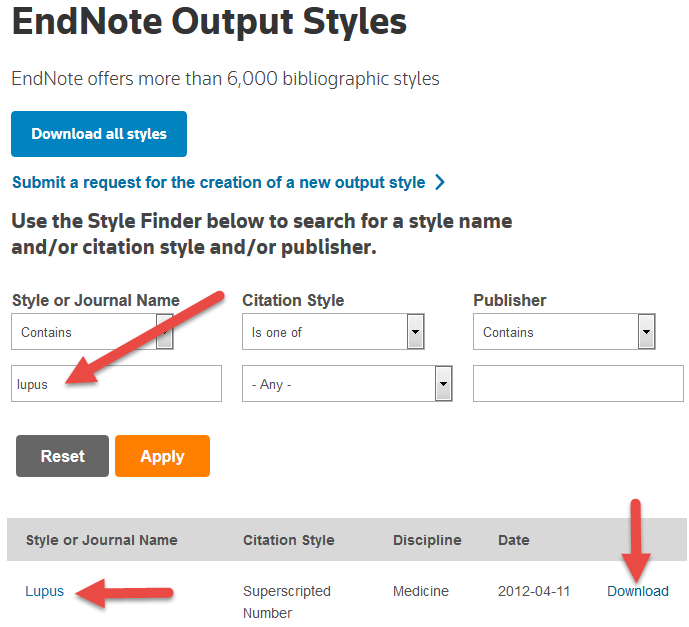 EndNote Output Styles
EndNote offers more than 6,000 bibliographic styles
Download all styles
Submit a request for the creation of a new output style
Use the Style Finder below to search for a style name
and/or citation style and/or publisher.
Style or Journal Name Citation Style Publisher
Contains Is one of Contains
lupus - Any -
Reset Apply
Style or Journal Name Citation Style Discipline Date
Lupus Superscripted Medicine 2012-04-11 Download
Number